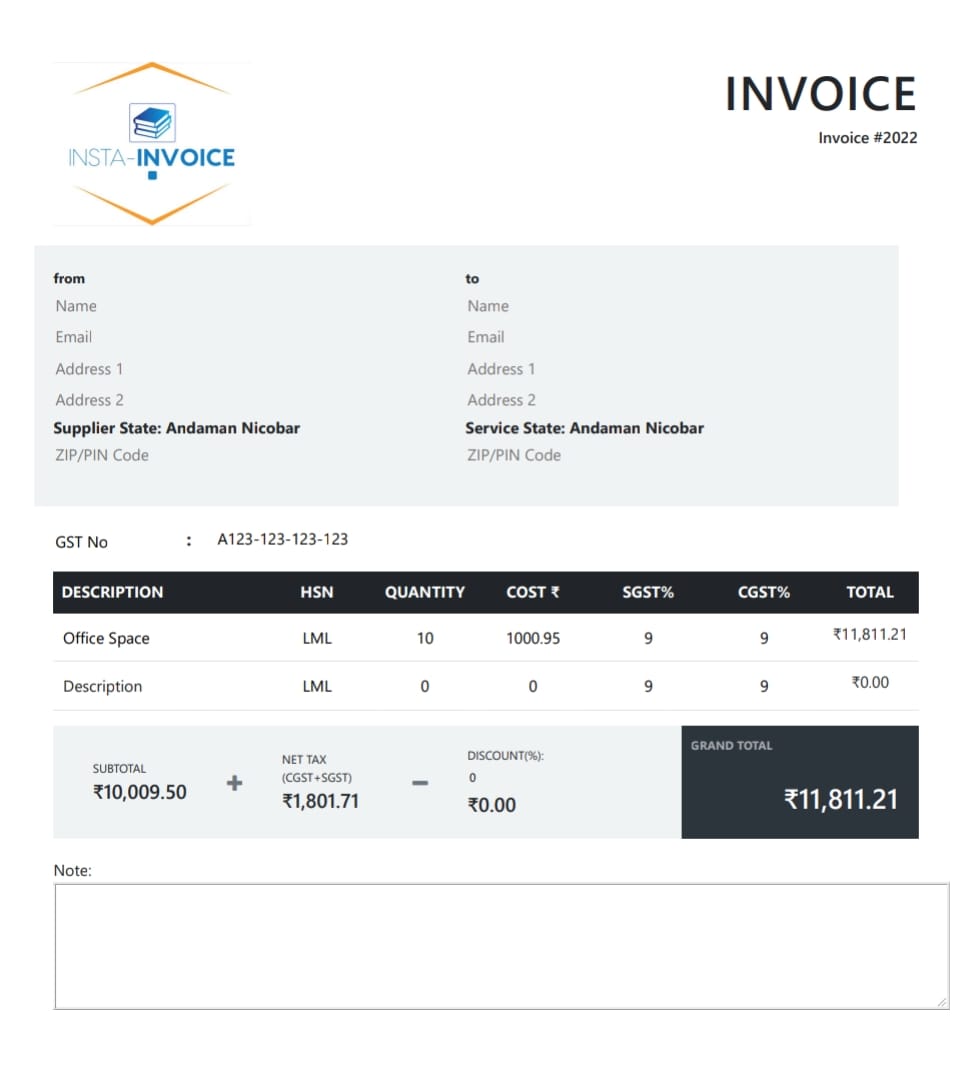 INSTA-INVOICE
INVOICE
Invoice #2022
from
Name
Email
Address 1
Address 2
Supplier State: Andaman Nicobar
ZIP/PIN Code
to
Name
Email
Address 1
Address 2
Service State: Andaman Nicobar
ZIP/PIN Code
GST No : A123-123-123-123
DESCRIPTION HSN QUANTITY COST ₹ SGST% CGST% TOTAL
Office Space LML 10 1000.95 9 9 ₹11,811.21
Description LML 0 0 9 9 ₹0.00
SUBTOTAL
₹10,009.50
+
NET TAX
(CGST+SGST)
₹1,801.71
−
DISCOUNT(%):
0
₹0.00
GRAND TOTAL
₹11,811.21
Note: